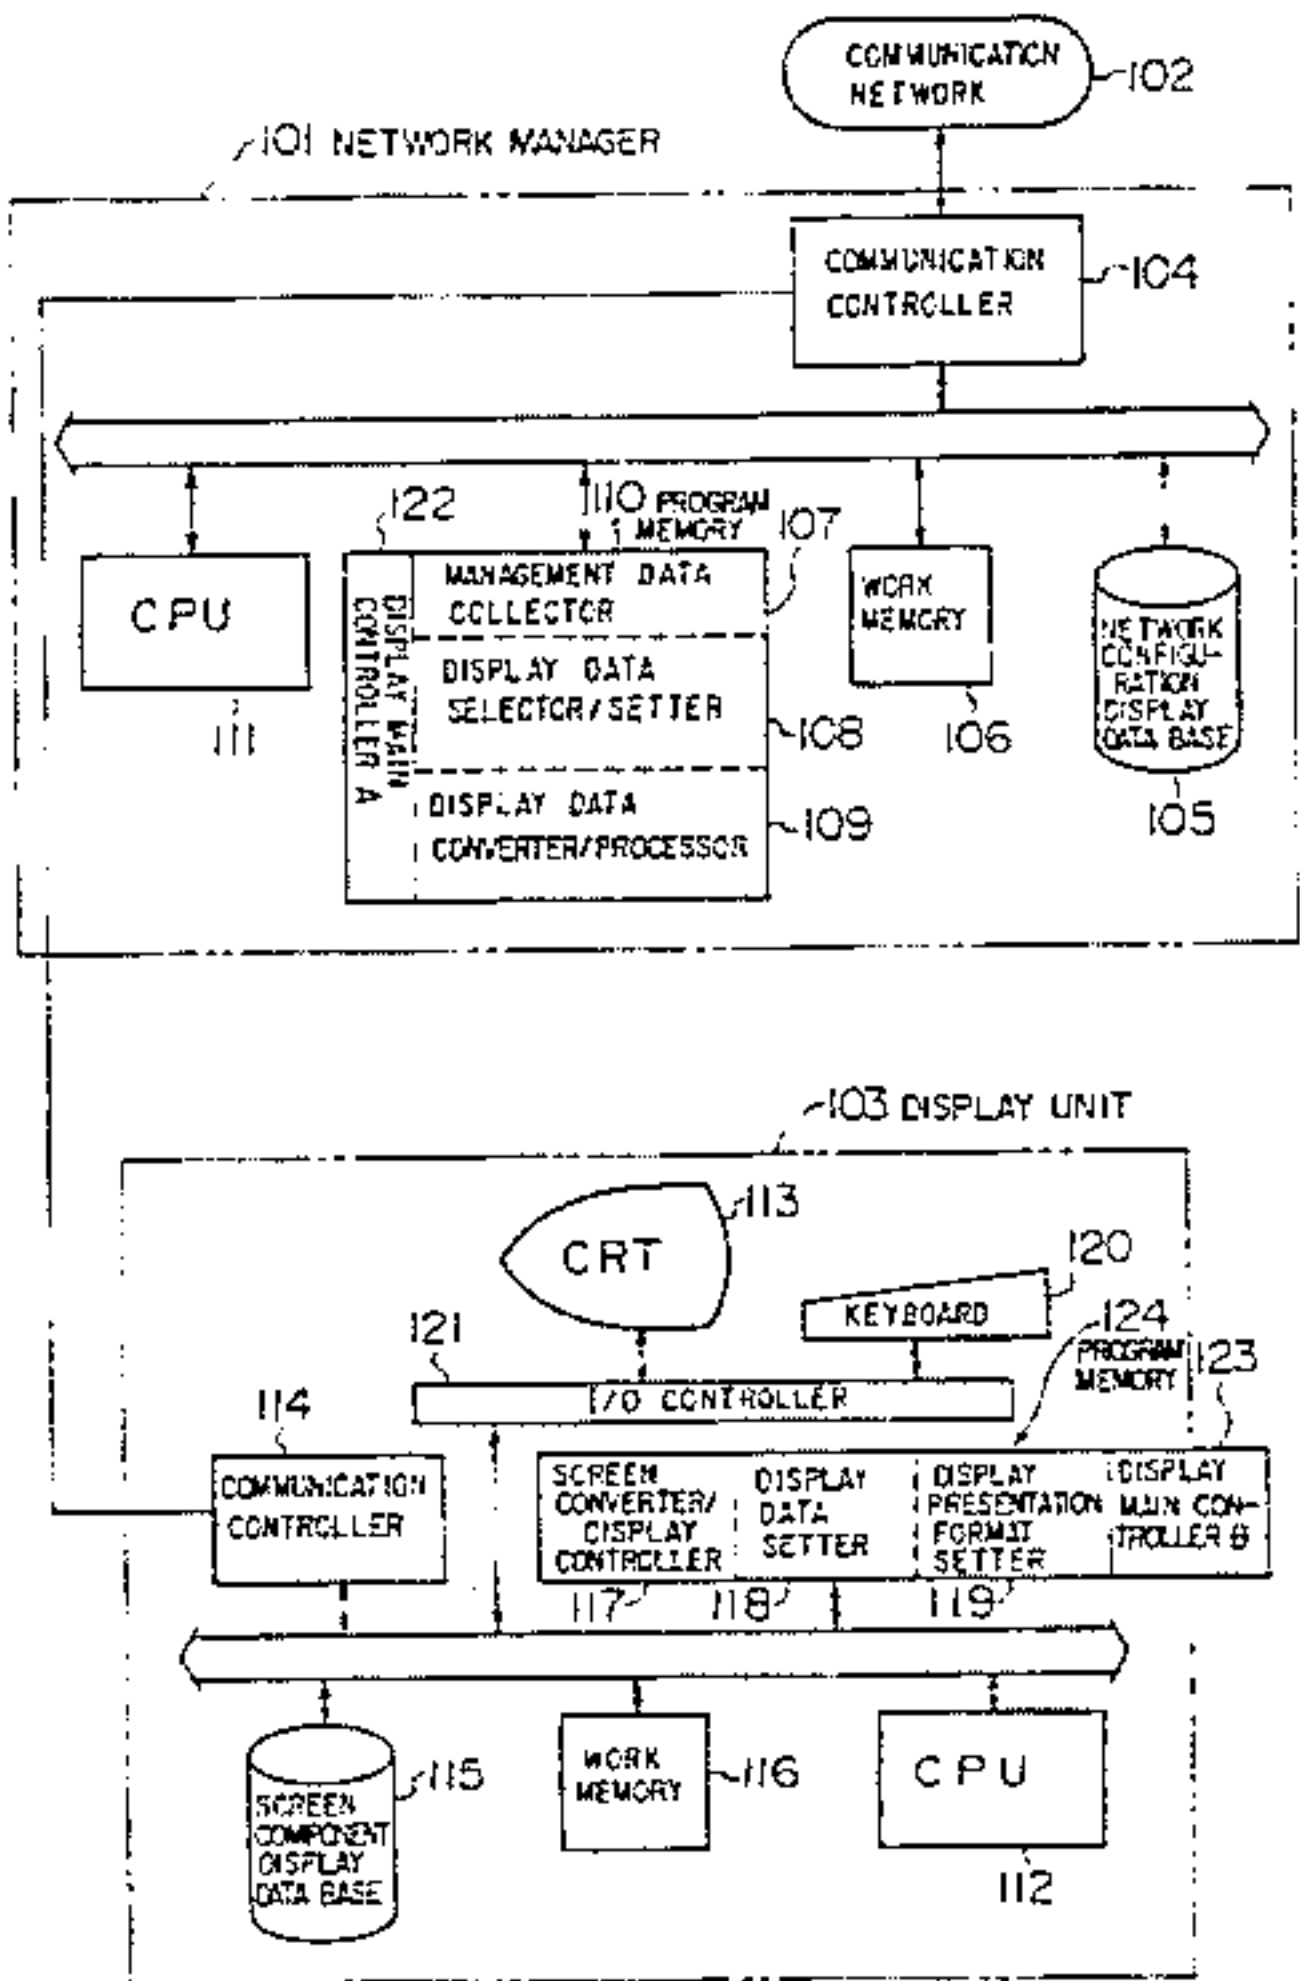 COMMUNICATION
NETWORK
102
101 NETWORK MANAGER
COMMUNICATION
CONTROLLER
104
122
110 PROGRAM
MEMORY
107
CPU
111
DISPLAY MAIN
CONTROLLER A
MANAGEMENT DATA
COLLECTOR
DISPLAY DATA
SELECTOR/SETTER
108
DISPLAY DATA
CONVERTER/PROCESSOR
109
WORK
MEMORY
106
NETWORK
CONFIGU-
RATION
DISPLAY
DATA BASE
105
103 DISPLAY UNIT
CRT
113
KEYBOARD
120
121
I/O CONTROLLER
124
PROGRAM
MEMORY
123
114
COMMUNICATION
CONTROLLER
SCREEN
CONVERTER/
DISPLAY
CONTROLLER
117
DISPLAY
DATA
SETTER
118
DISPLAY
PRESENTATION
FORMAT
SETTER
119
DISPLAY
MAIN CON-
TROLLER B
SCREEN
COMPONENT
DISPLAY
DATA BASE
115
WORK
MEMORY
116
CPU
112